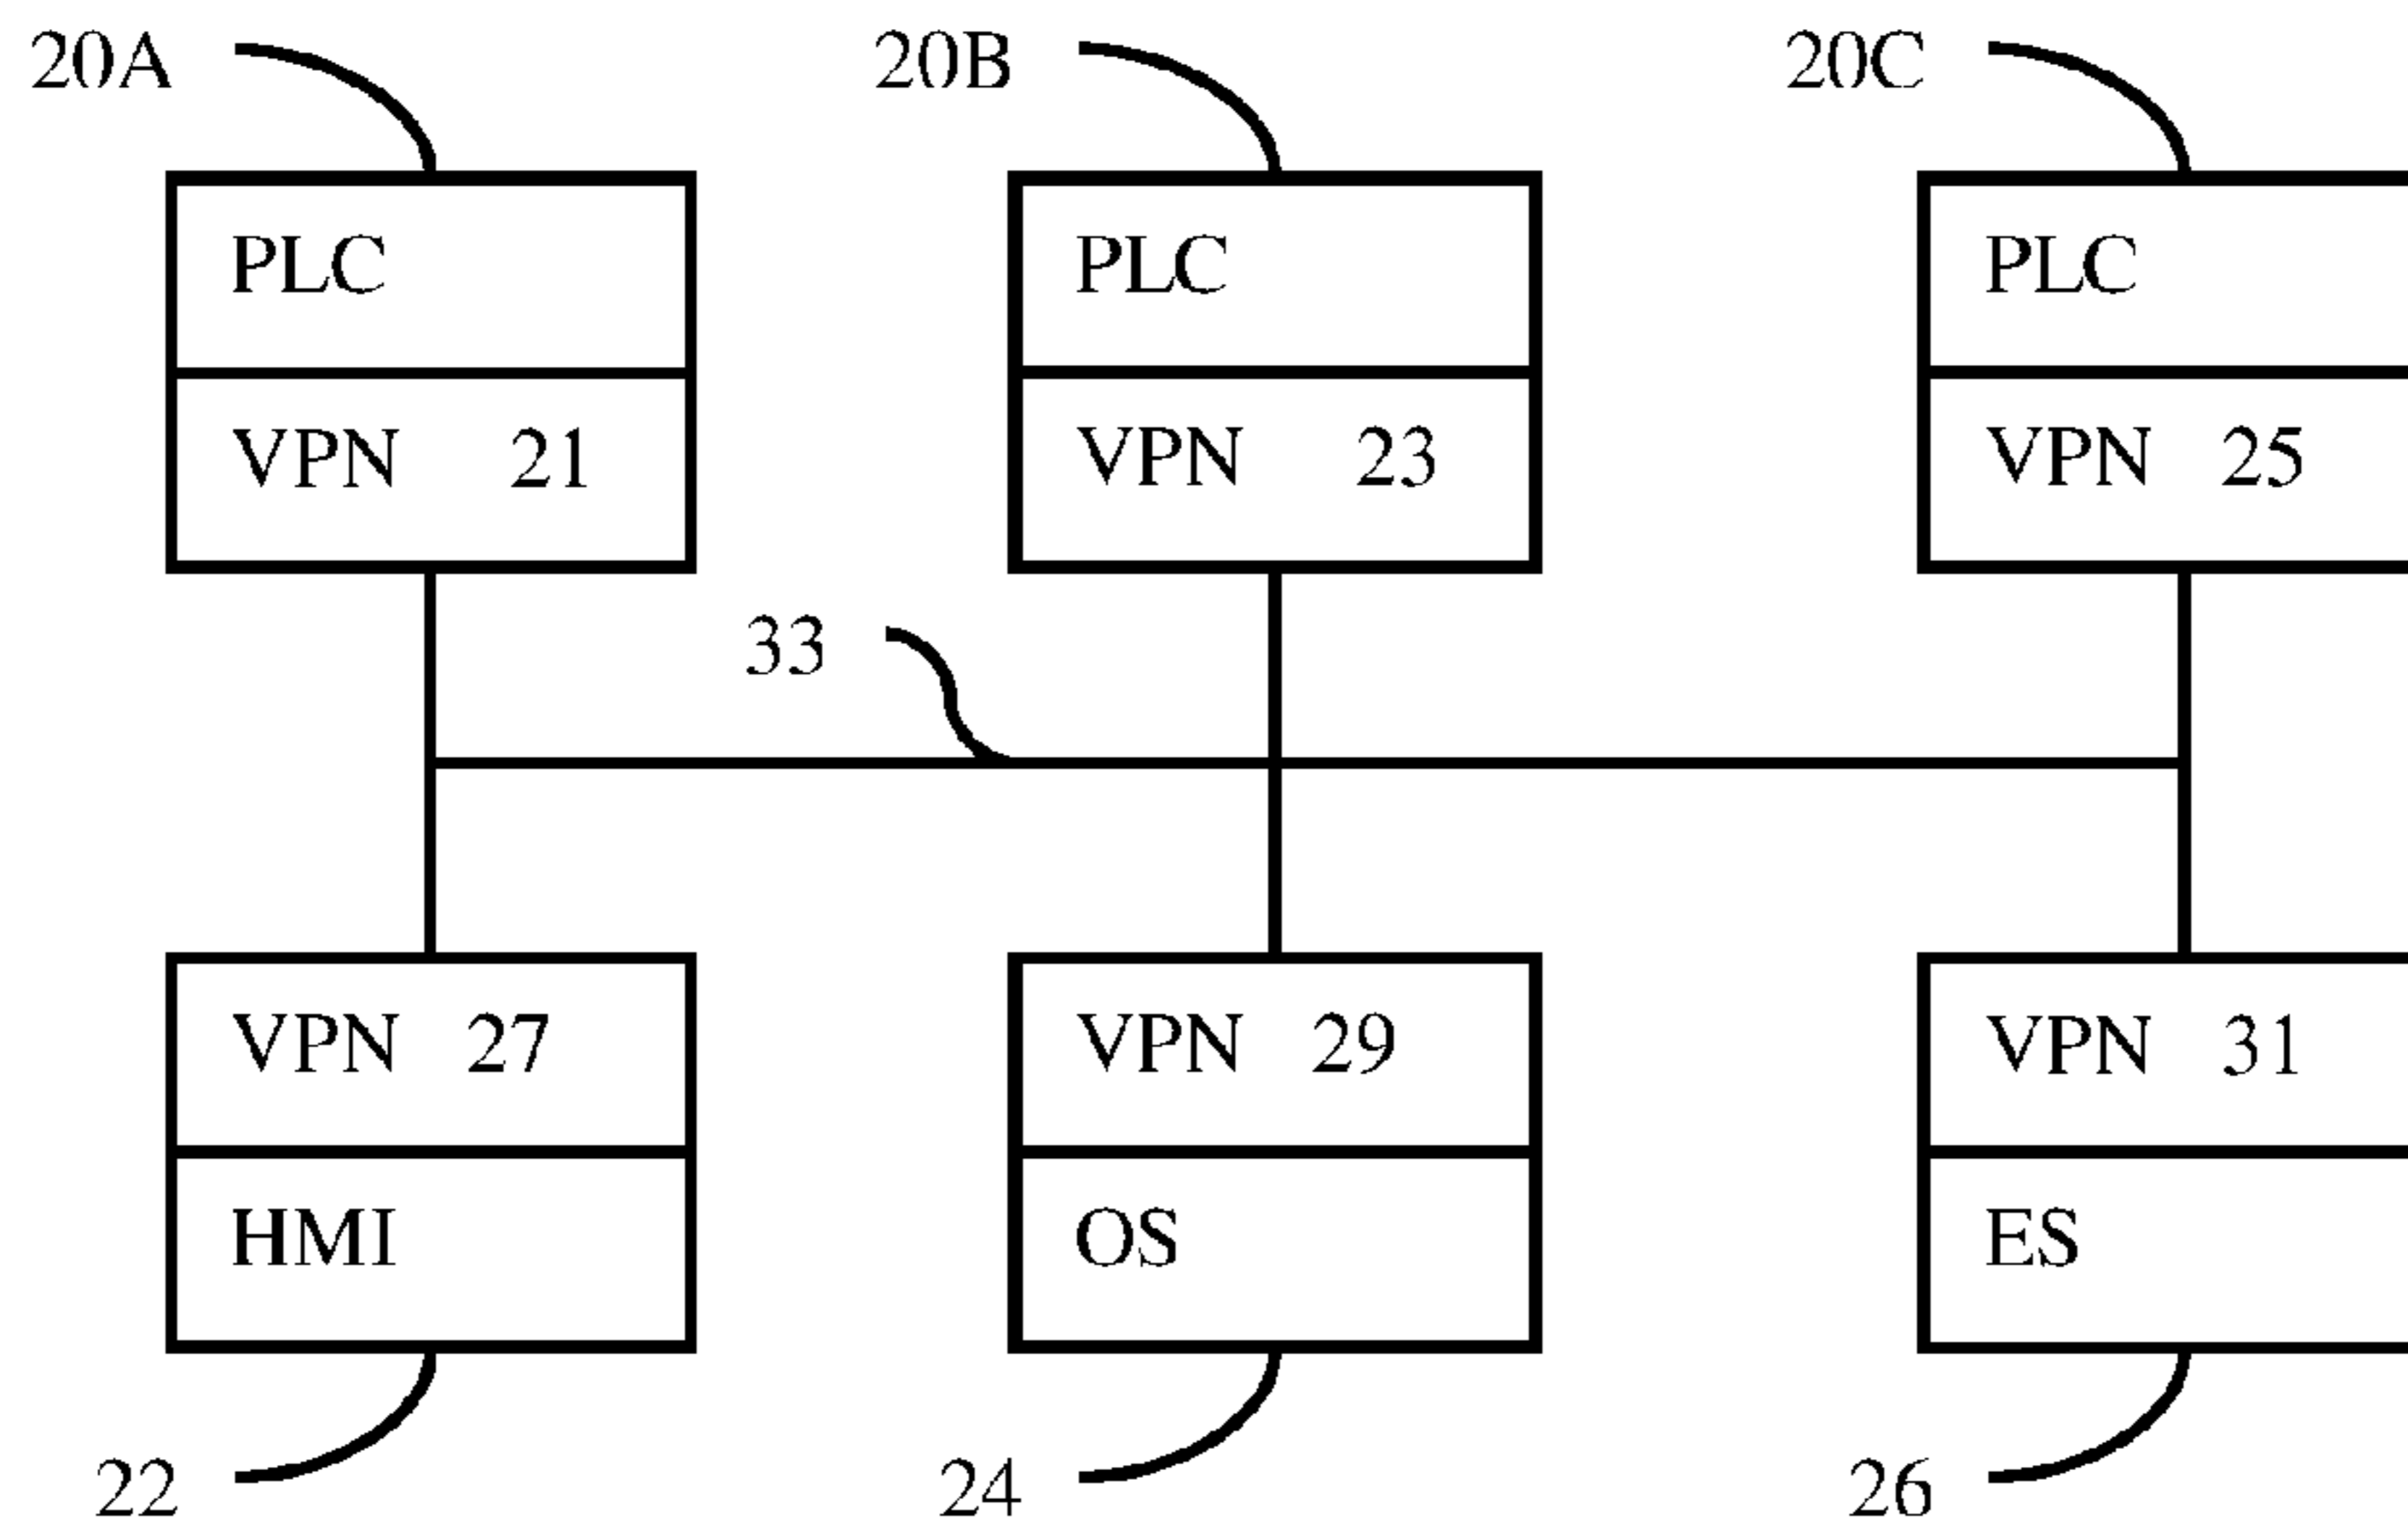 20A 20B 20C
PLC PLC PLC
VPN 21 VPN 23 VPN 25
33
VPN 27 VPN 29 VPN 31
HMI OS ES
22 24 26